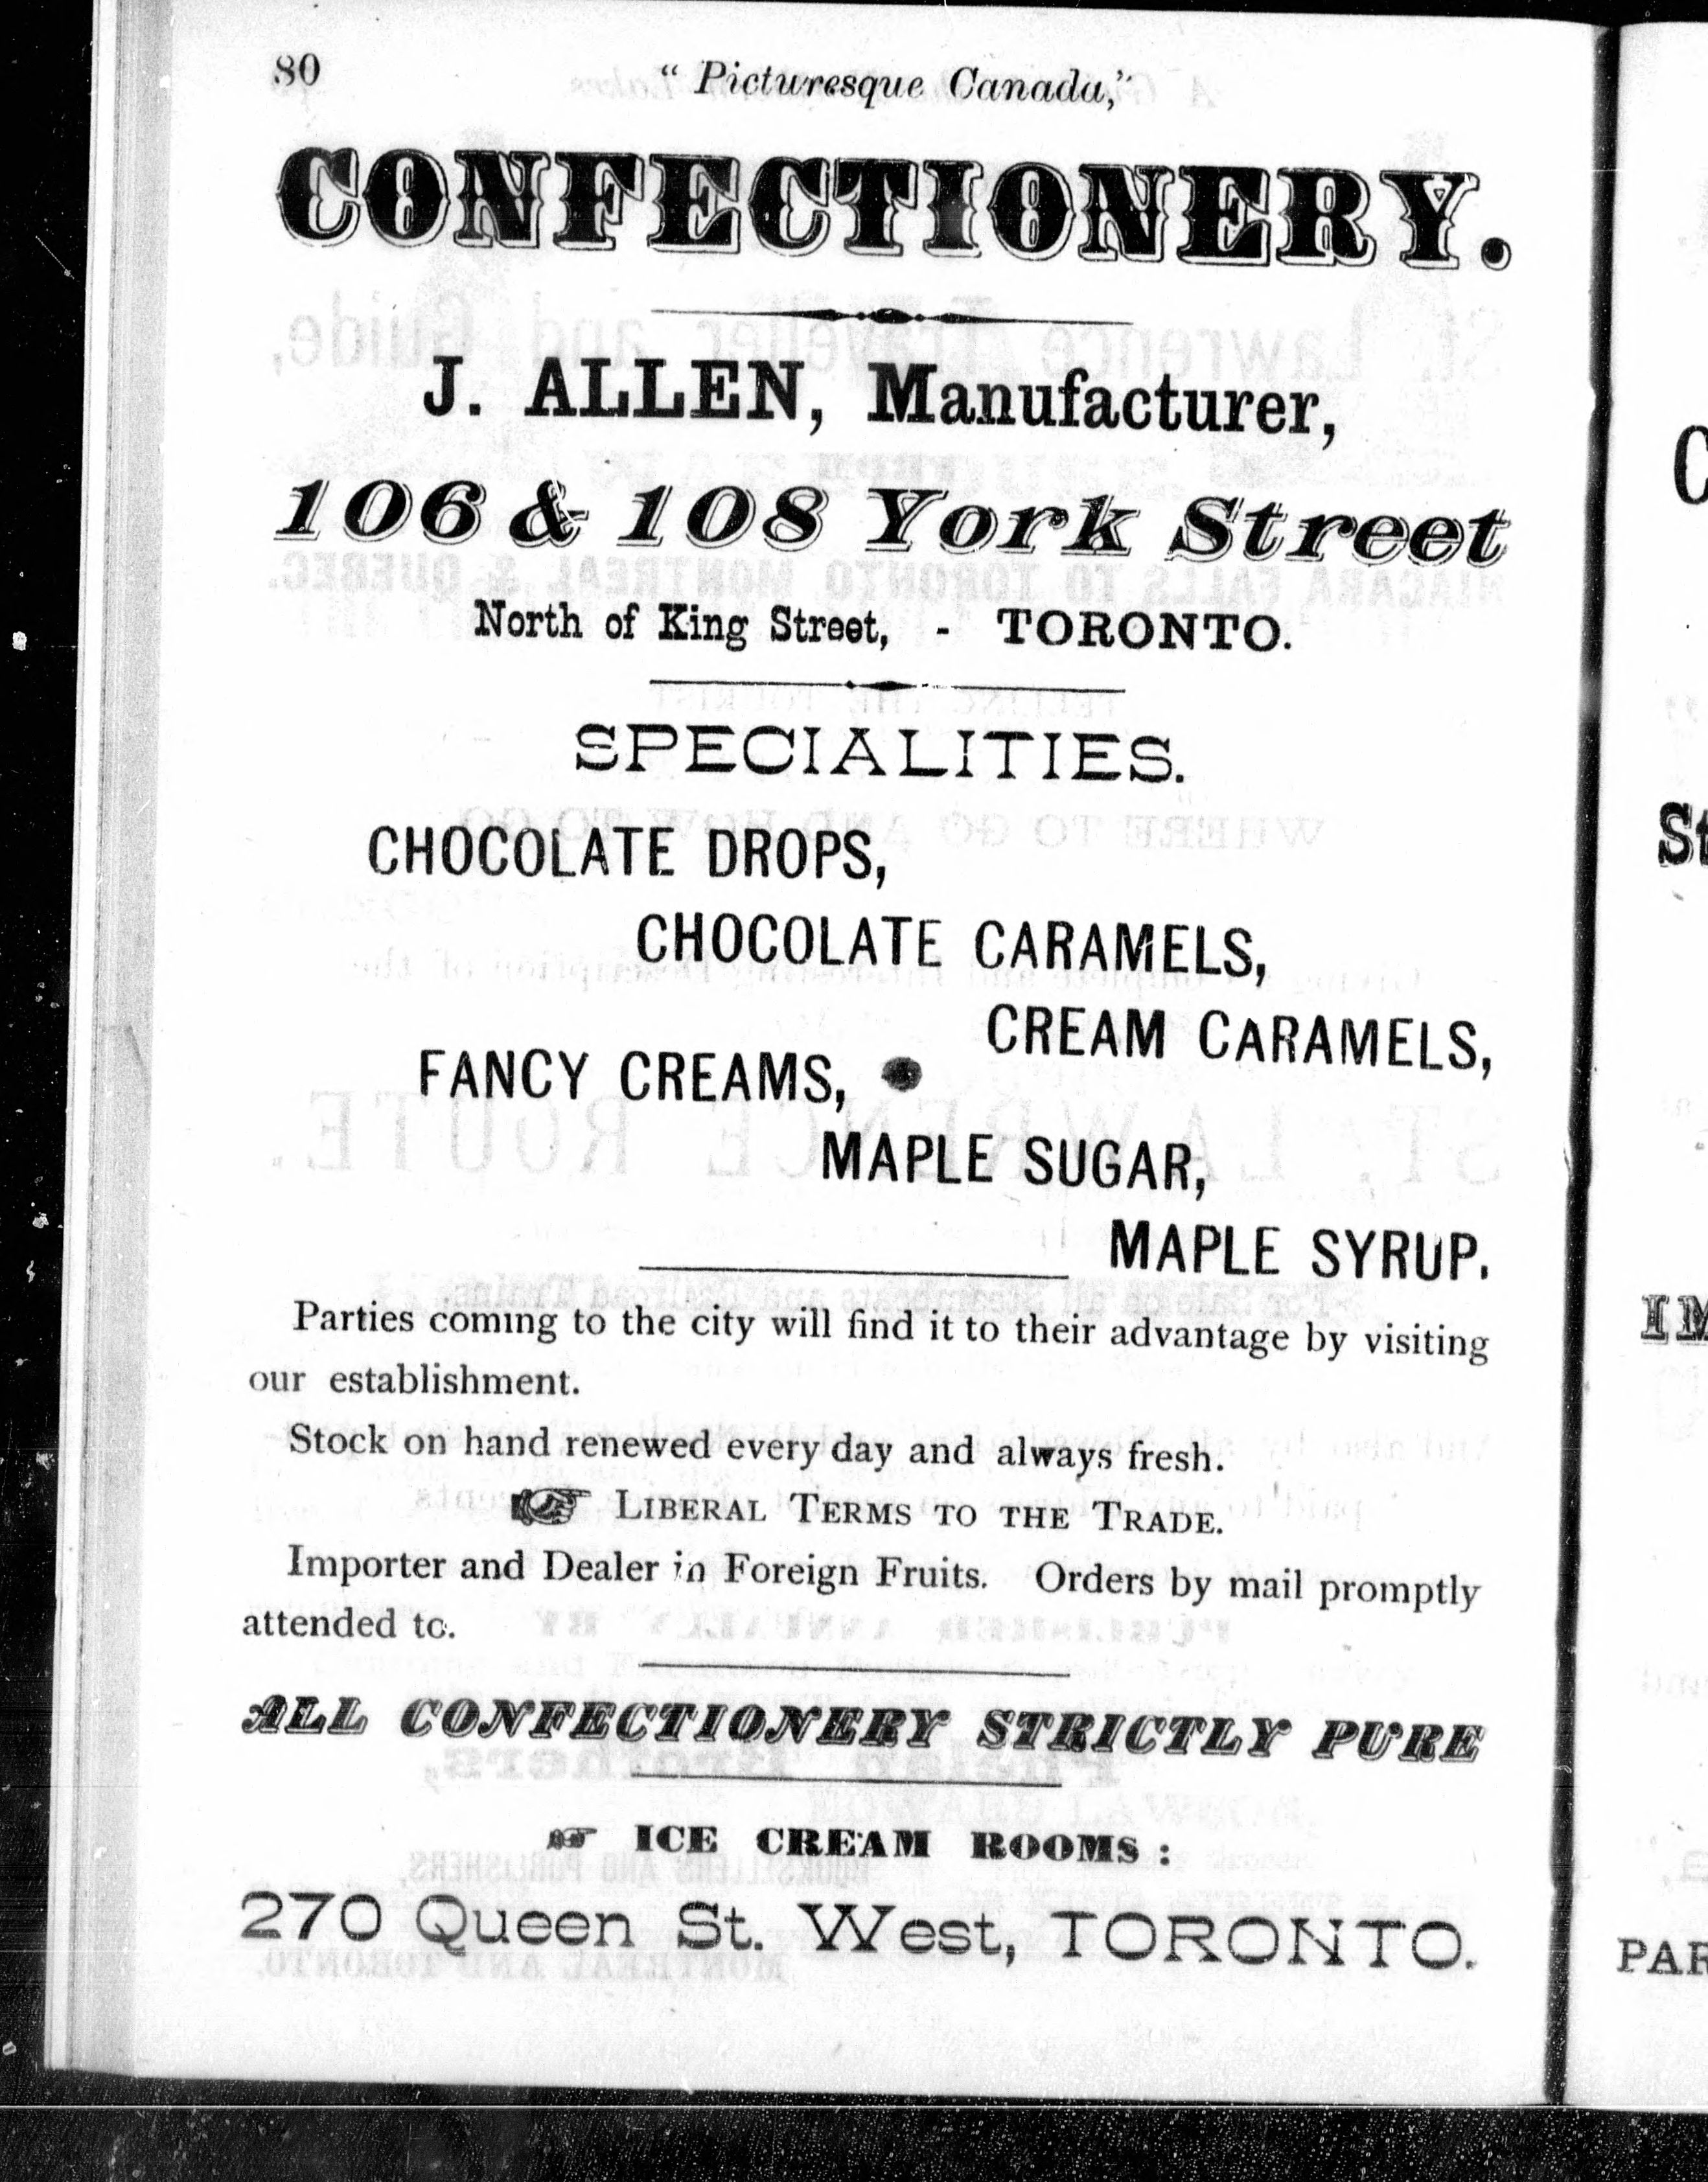 80
" Picturesque Canada,"
CONFECTIONERY.
J. ALLEN, Manufacturer,
106 & 108 York Street
North of King Street, - TORONTO.
SPECIALITIES.
CHOCOLATE DROPS,
CHOCOLATE CARAMELS,
CREAM CARAMELS,
FANCY CREAMS,
MAPLE SUGAR,
MAPLE SYRUP.
Parties coming to the city will find it to their advantage by visiting
our establishment.
Stock on hand renewed every day and always fresh.
☞ LIBERAL TERMS TO THE TRADE.
Importer and Dealer in Foreign Fruits. Orders by mail promptly
attended to.
ALL CONFECTIONERY STRICTLY PURE
☞ ICE CREAM ROOMS :
270 Queen St. West, TORONTO.